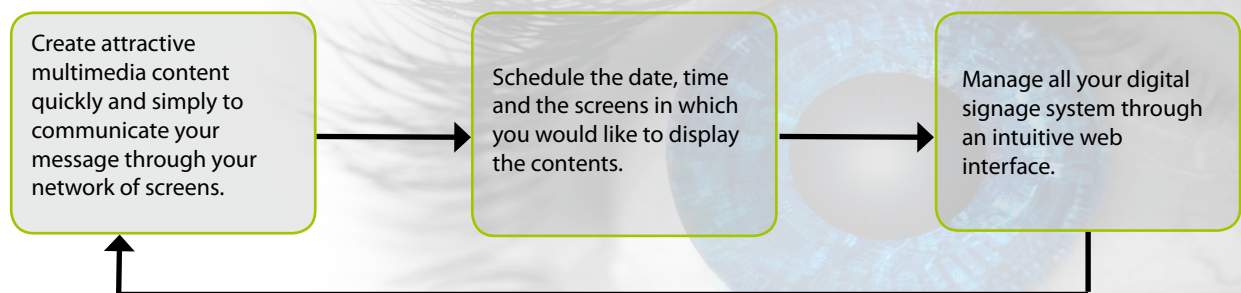 Create attractive
multimedia content
quickly and simply to
communicate your
message through your
network of screens.
Schedule the date, time
and the screens in which
you would like to display
the contents.
Manage all your digital
signage system through
an intuitive web
interface.